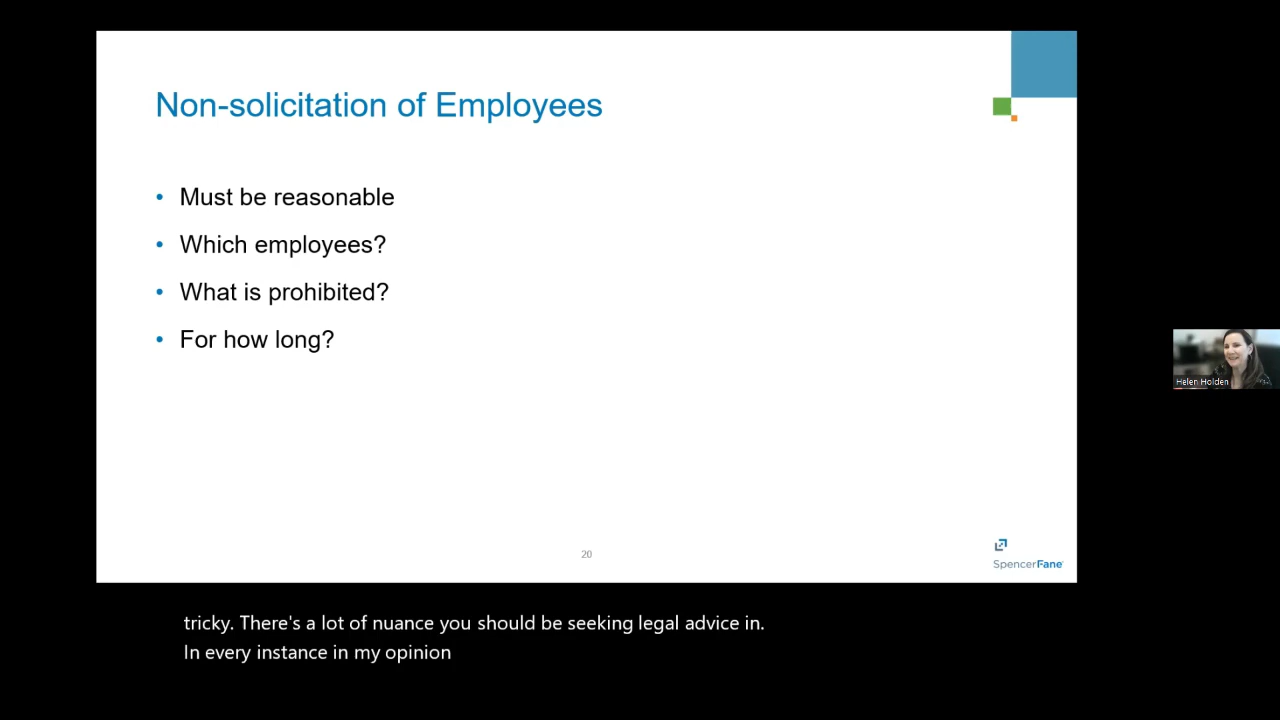 Non-solicitation of Employees
• Must be reasonable
• Which employees?
• What is prohibited?
• For how long?
Helen Holden
20
SpencerFane
tricky. There's a lot of nuance you should be seeking legal advice in.
In every instance in my opinion